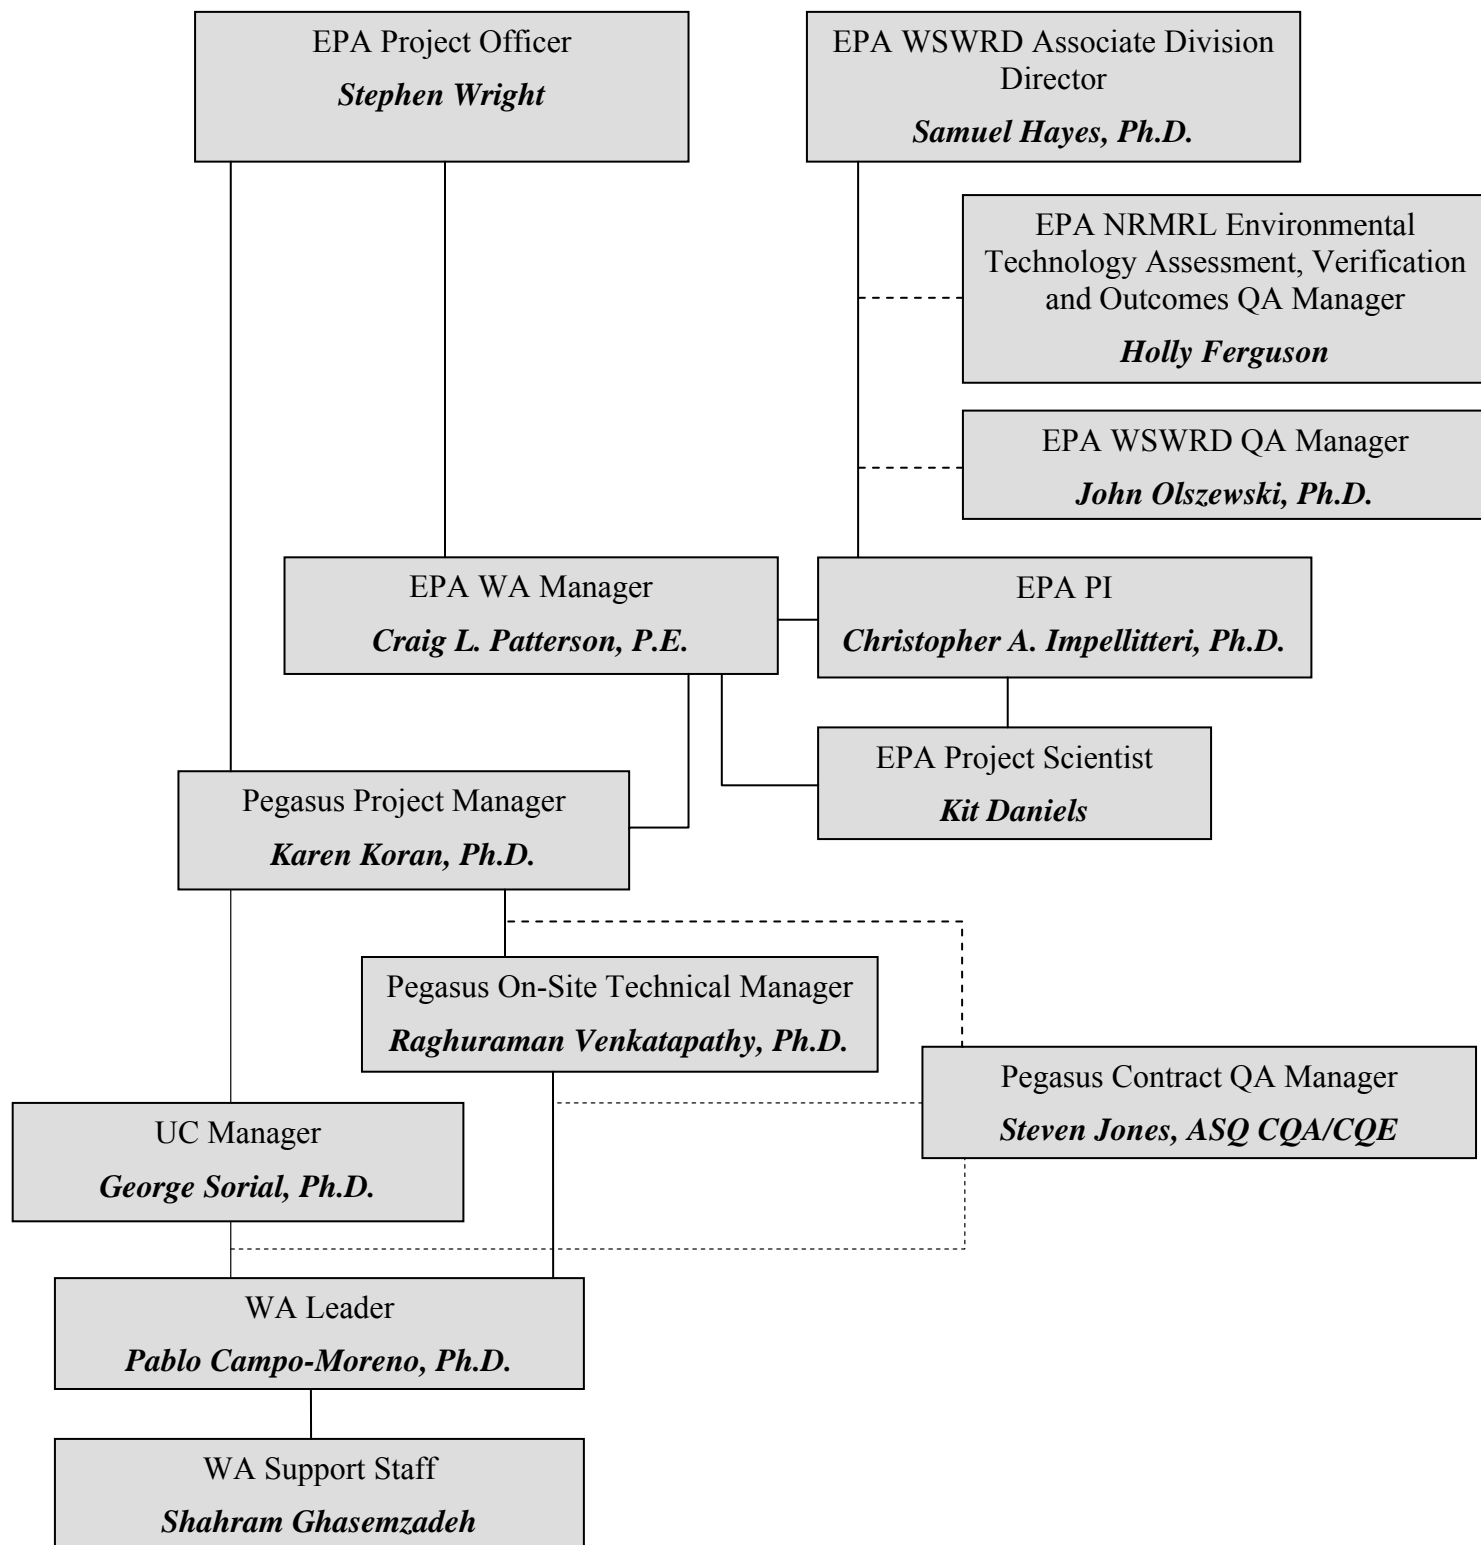 EPA Project Officer
Stephen Wright
EPA WSWRD Associate Division
Director
Samuel Hayes, Ph.D.
EPA NRMRL Environmental
Technology Assessment, Verification
and Outcomes QA Manager
Holly Ferguson
EPA WSWRD QA Manager
John Olszewski, Ph.D.
EPA WA Manager
Craig L. Patterson, P.E.
EPA PI
Christopher A. Impellitteri, Ph.D.
EPA Project Scientist
Kit Daniels
Pegasus Project Manager
Karen Koran, Ph.D.
Pegasus On-Site Technical Manager
Raghuraman Venkatapathy, Ph.D.
Pegasus Contract QA Manager
Steven Jones, ASQ CQA/CQE
UC Manager
George Sorial, Ph.D.
WA Leader
Pablo Campo-Moreno, Ph.D.
WA Support Staff
Shahram Ghasemzadeh